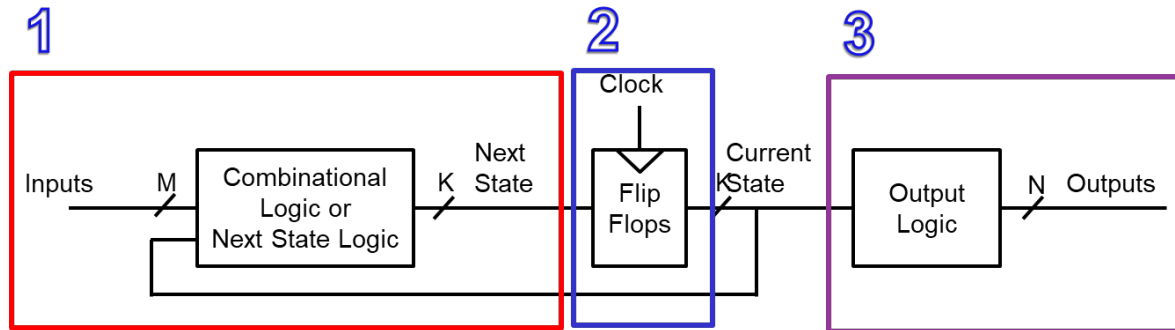 1
2
3
Clock
Inputs
M
Combinational
Logic or
Next State Logic
K
Next
State
Flip
Flops
Current
State
K
Output
Logic
N
Outputs